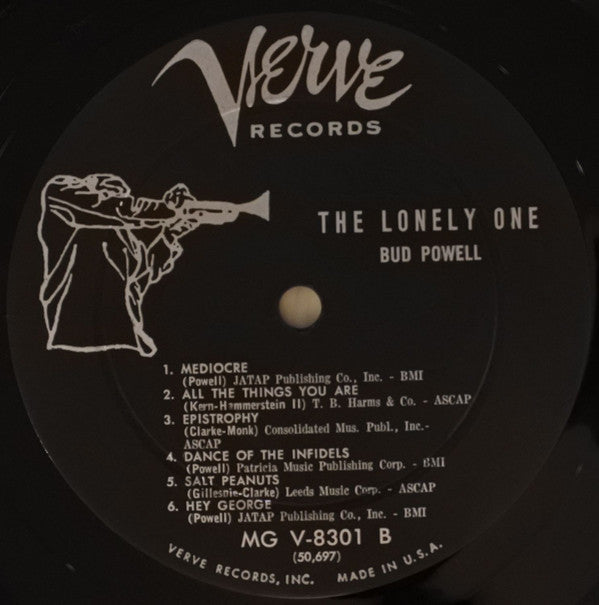 Verve
RECORDS
THE LONELY ONE
BUD POWELL
1. MEDIOCRE
(Powell) JATAP Publishing Co., Inc. - BMI
2. ALL THE THINGS YOU ARE
(Kern-Hammerstein II) T. B. Harms & Co. - ASCAP
3. EPISTROPHY
(Clarke-Monk) Consolidated Mus. Publ., Inc.-
ASCAP
4. DANCE OF THE INFIDELS
(Powell) Patricia Music Publishing Corp. - BMI
5. SALT PEANUTS
(Gillespie-Clarke) Leeds Music Corp. - ASCAP
6. HEY GEORGE
(Powell) JATAP Publishing Co., Inc. - BMI
MG V-8301 B
(50,697)
VERVE RECORDS, INC. MADE IN U.S.A.